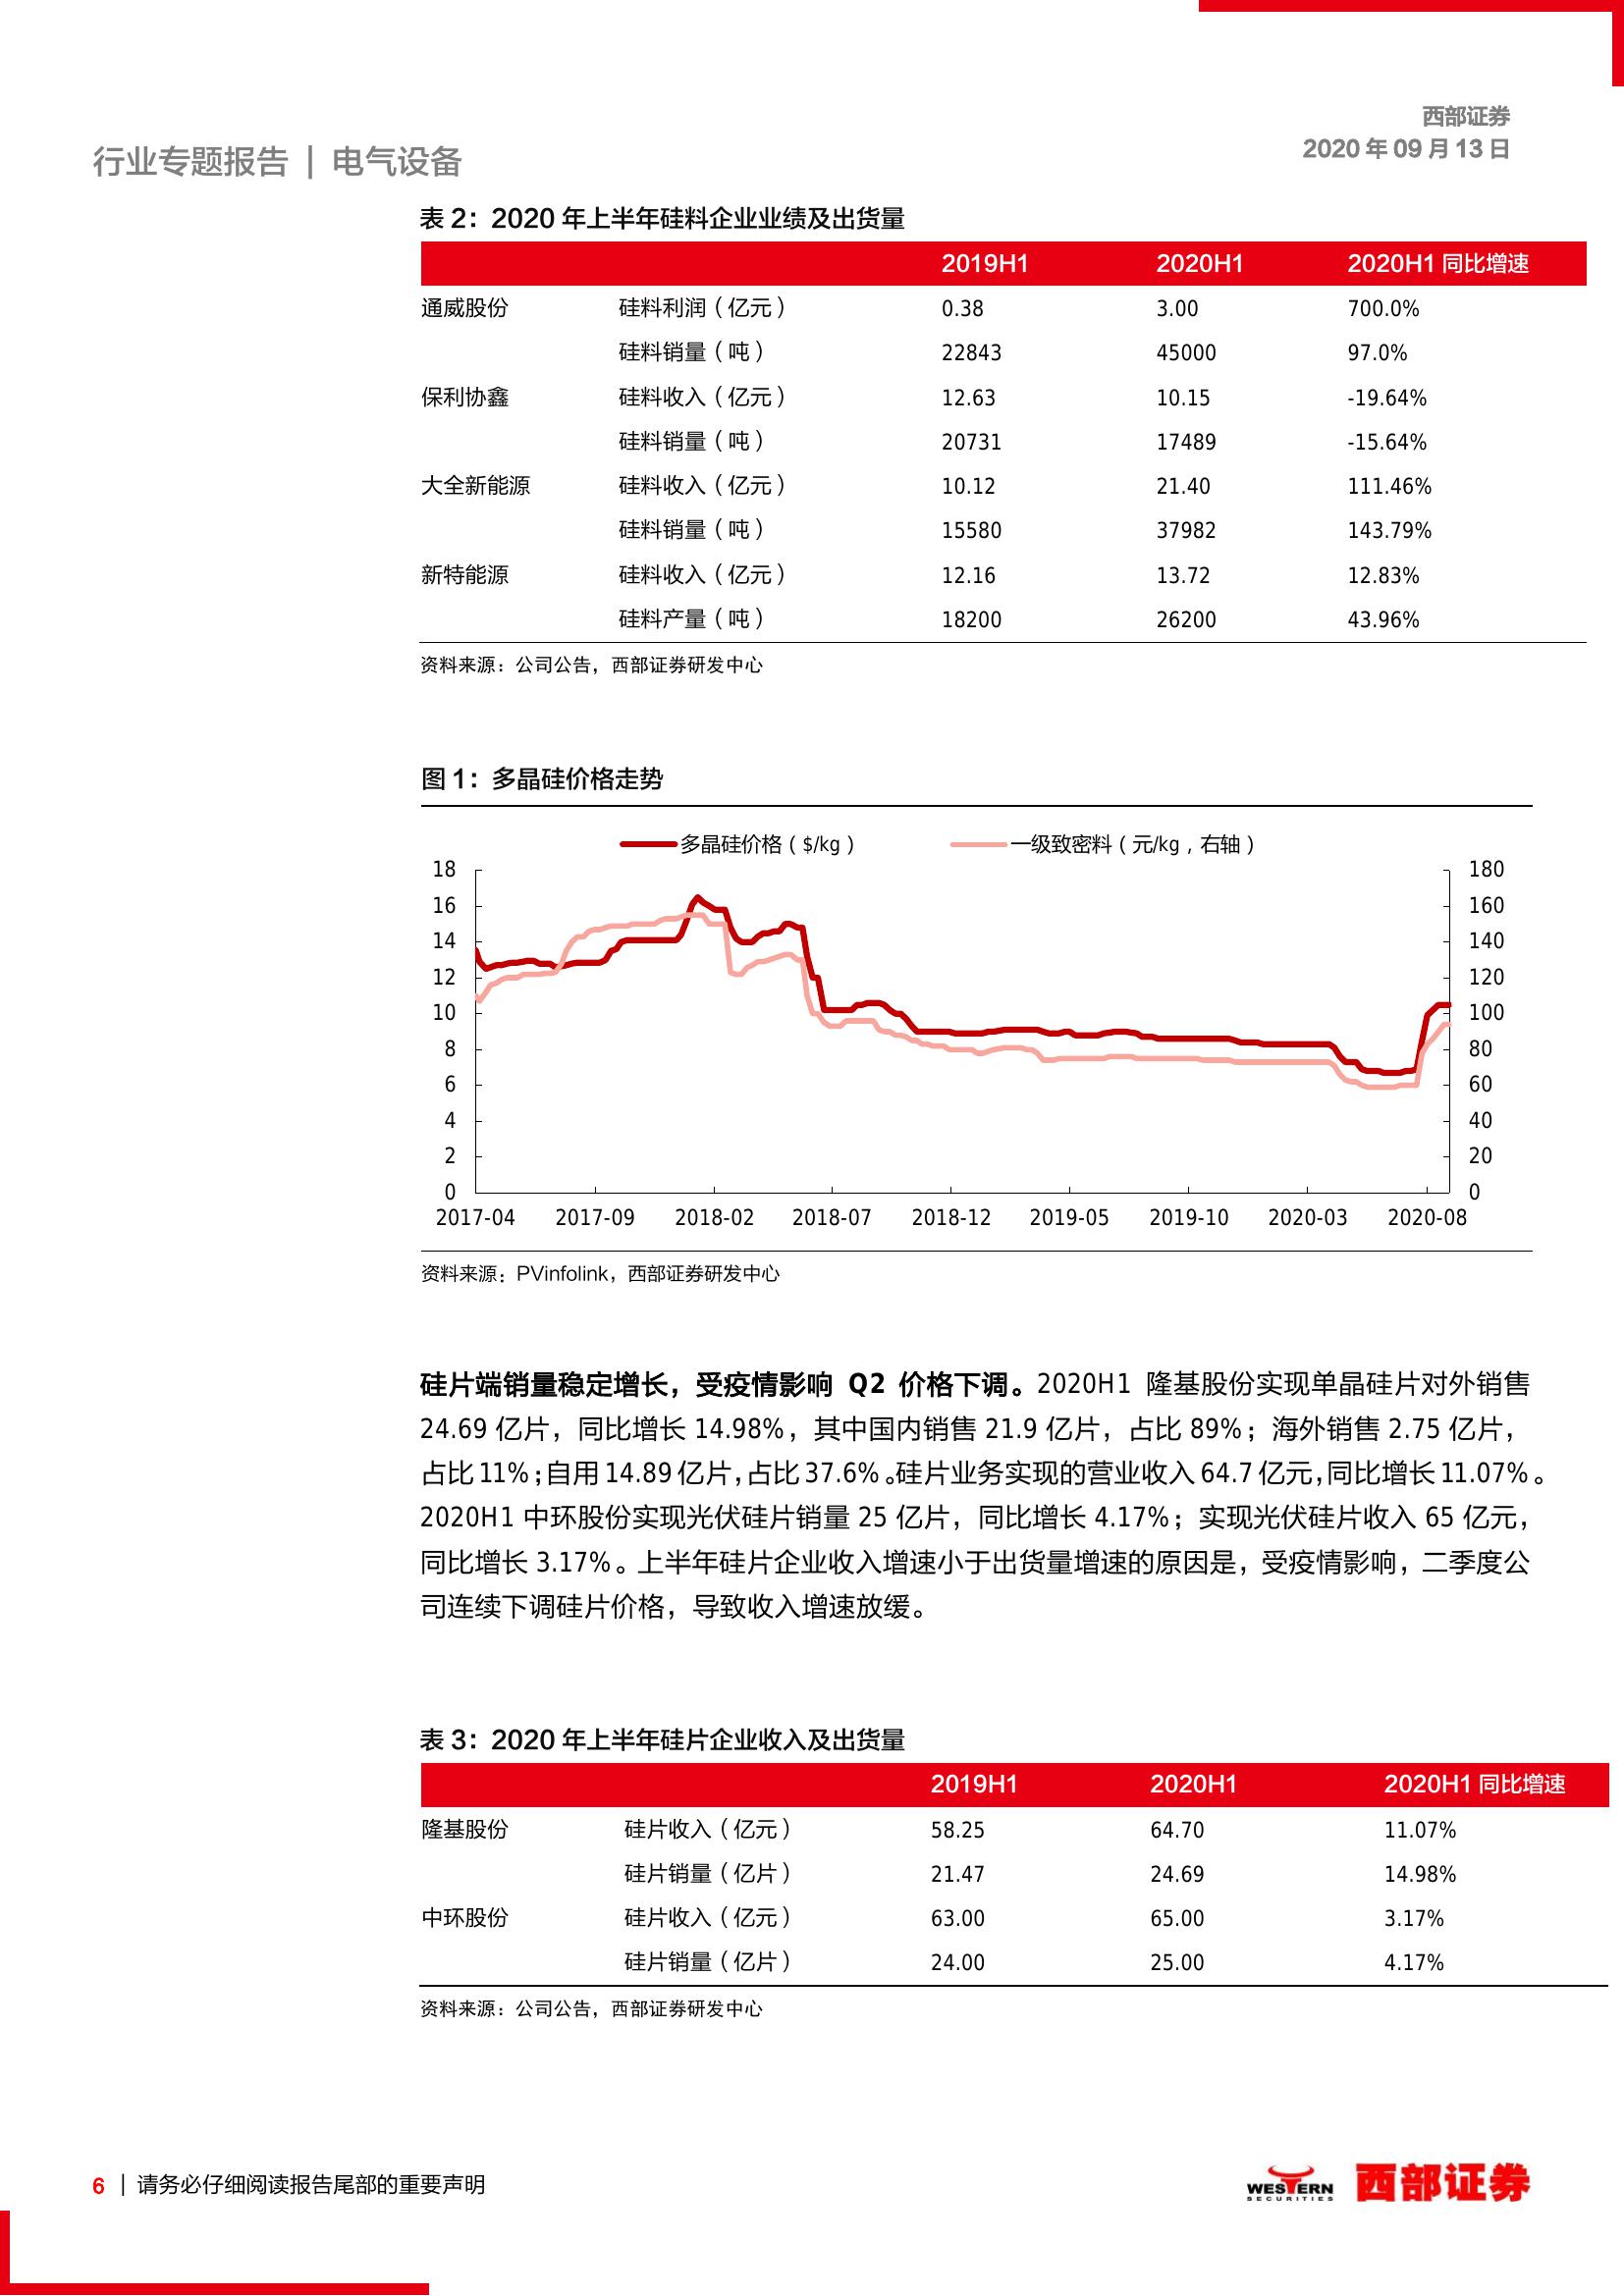 西部证券
2020 年 09 月 13 日
行业专题报告 | 电气设备
表 2：2020 年上半年硅料企业业绩及出货量
2019H1 2020H1 2020H1 同比增速
通威股份 硅料利润（亿元） 0.38 3.00 700.0%
硅料销量（吨） 22843 45000 97.0%
保利协鑫 硅料收入（亿元） 12.63 10.15 -19.64%
硅料销量（吨） 20731 17489 -15.64%
大全新能源 硅料收入（亿元） 10.12 21.40 111.46%
硅料销量（吨） 15580 37982 143.79%
新特能源 硅料收入（亿元） 12.16 13.72 12.83%
硅料产量（吨） 18200 26200 43.96%
资料来源：公司公告，西部证券研发中心
图 1：多晶硅价格走势
多晶硅价格（$/kg） 一级致密料（元/kg，右轴）
18 180
16 160
14 140
12 120
10 100
8 80
6 60
4 40
2 20
0 0
2017-04 2017-09 2018-02 2018-07 2018-12 2019-05 2019-10 2020-03 2020-08
资料来源：PVinfolink，西部证券研发中心
硅片端销量稳定增长，受疫情影响 Q2 价格下调。2020H1 隆基股份实现单晶硅片对外销售
24.69 亿片，同比增长 14.98%，其中国内销售 21.9 亿片，占比 89%；海外销售 2.75 亿片，
占比 11%；自用 14.89 亿片，占比 37.6%。硅片业务实现的营业收入 64.7 亿元，同比增长 11.07%。
2020H1 中环股份实现光伏硅片销量 25 亿片，同比增长 4.17%；实现光伏硅片收入 65 亿元，
同比增长 3.17%。上半年硅片企业收入增速小于出货量增速的原因是，受疫情影响，二季度公
司连续下调硅片价格，导致收入增速放缓。
表 3：2020 年上半年硅片企业收入及出货量
2019H1 2020H1 2020H1 同比增速
隆基股份 硅片收入（亿元） 58.25 64.70 11.07%
硅片销量（亿片） 21.47 24.69 14.98%
中环股份 硅片收入（亿元） 63.00 65.00 3.17%
硅片销量（亿片） 24.00 25.00 4.17%
资料来源：公司公告，西部证券研发中心
6 | 请务必仔细阅读报告尾部的重要声明
WESTERN
SECURITIES
西部证券